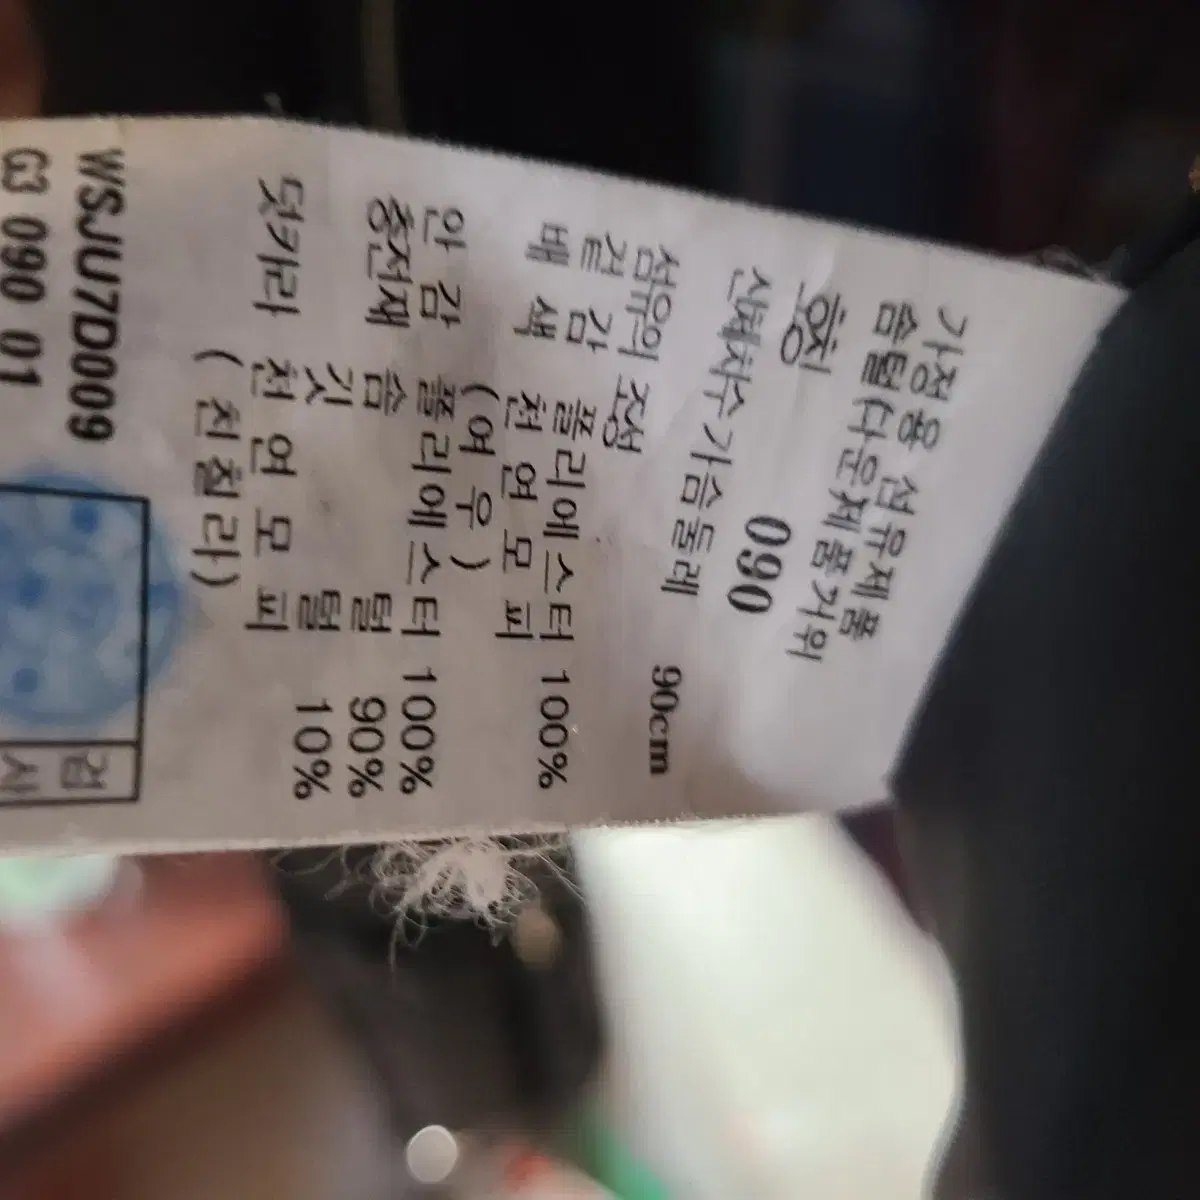 가정용 섬유제품
솜털(다운제품거위
호칭 090
신체치수가슴둘레 90cm
섬유의 조성
겉 감 폴리에스터 100%
배 색 천 연 모 피
(여 우)
안 감 폴리에스터 100%
충전재 솜 털 90%
깃 털 10%
덧카라 천 연 모 피
(친칠라)
WSJU7D0009
G3 090 01
검
사